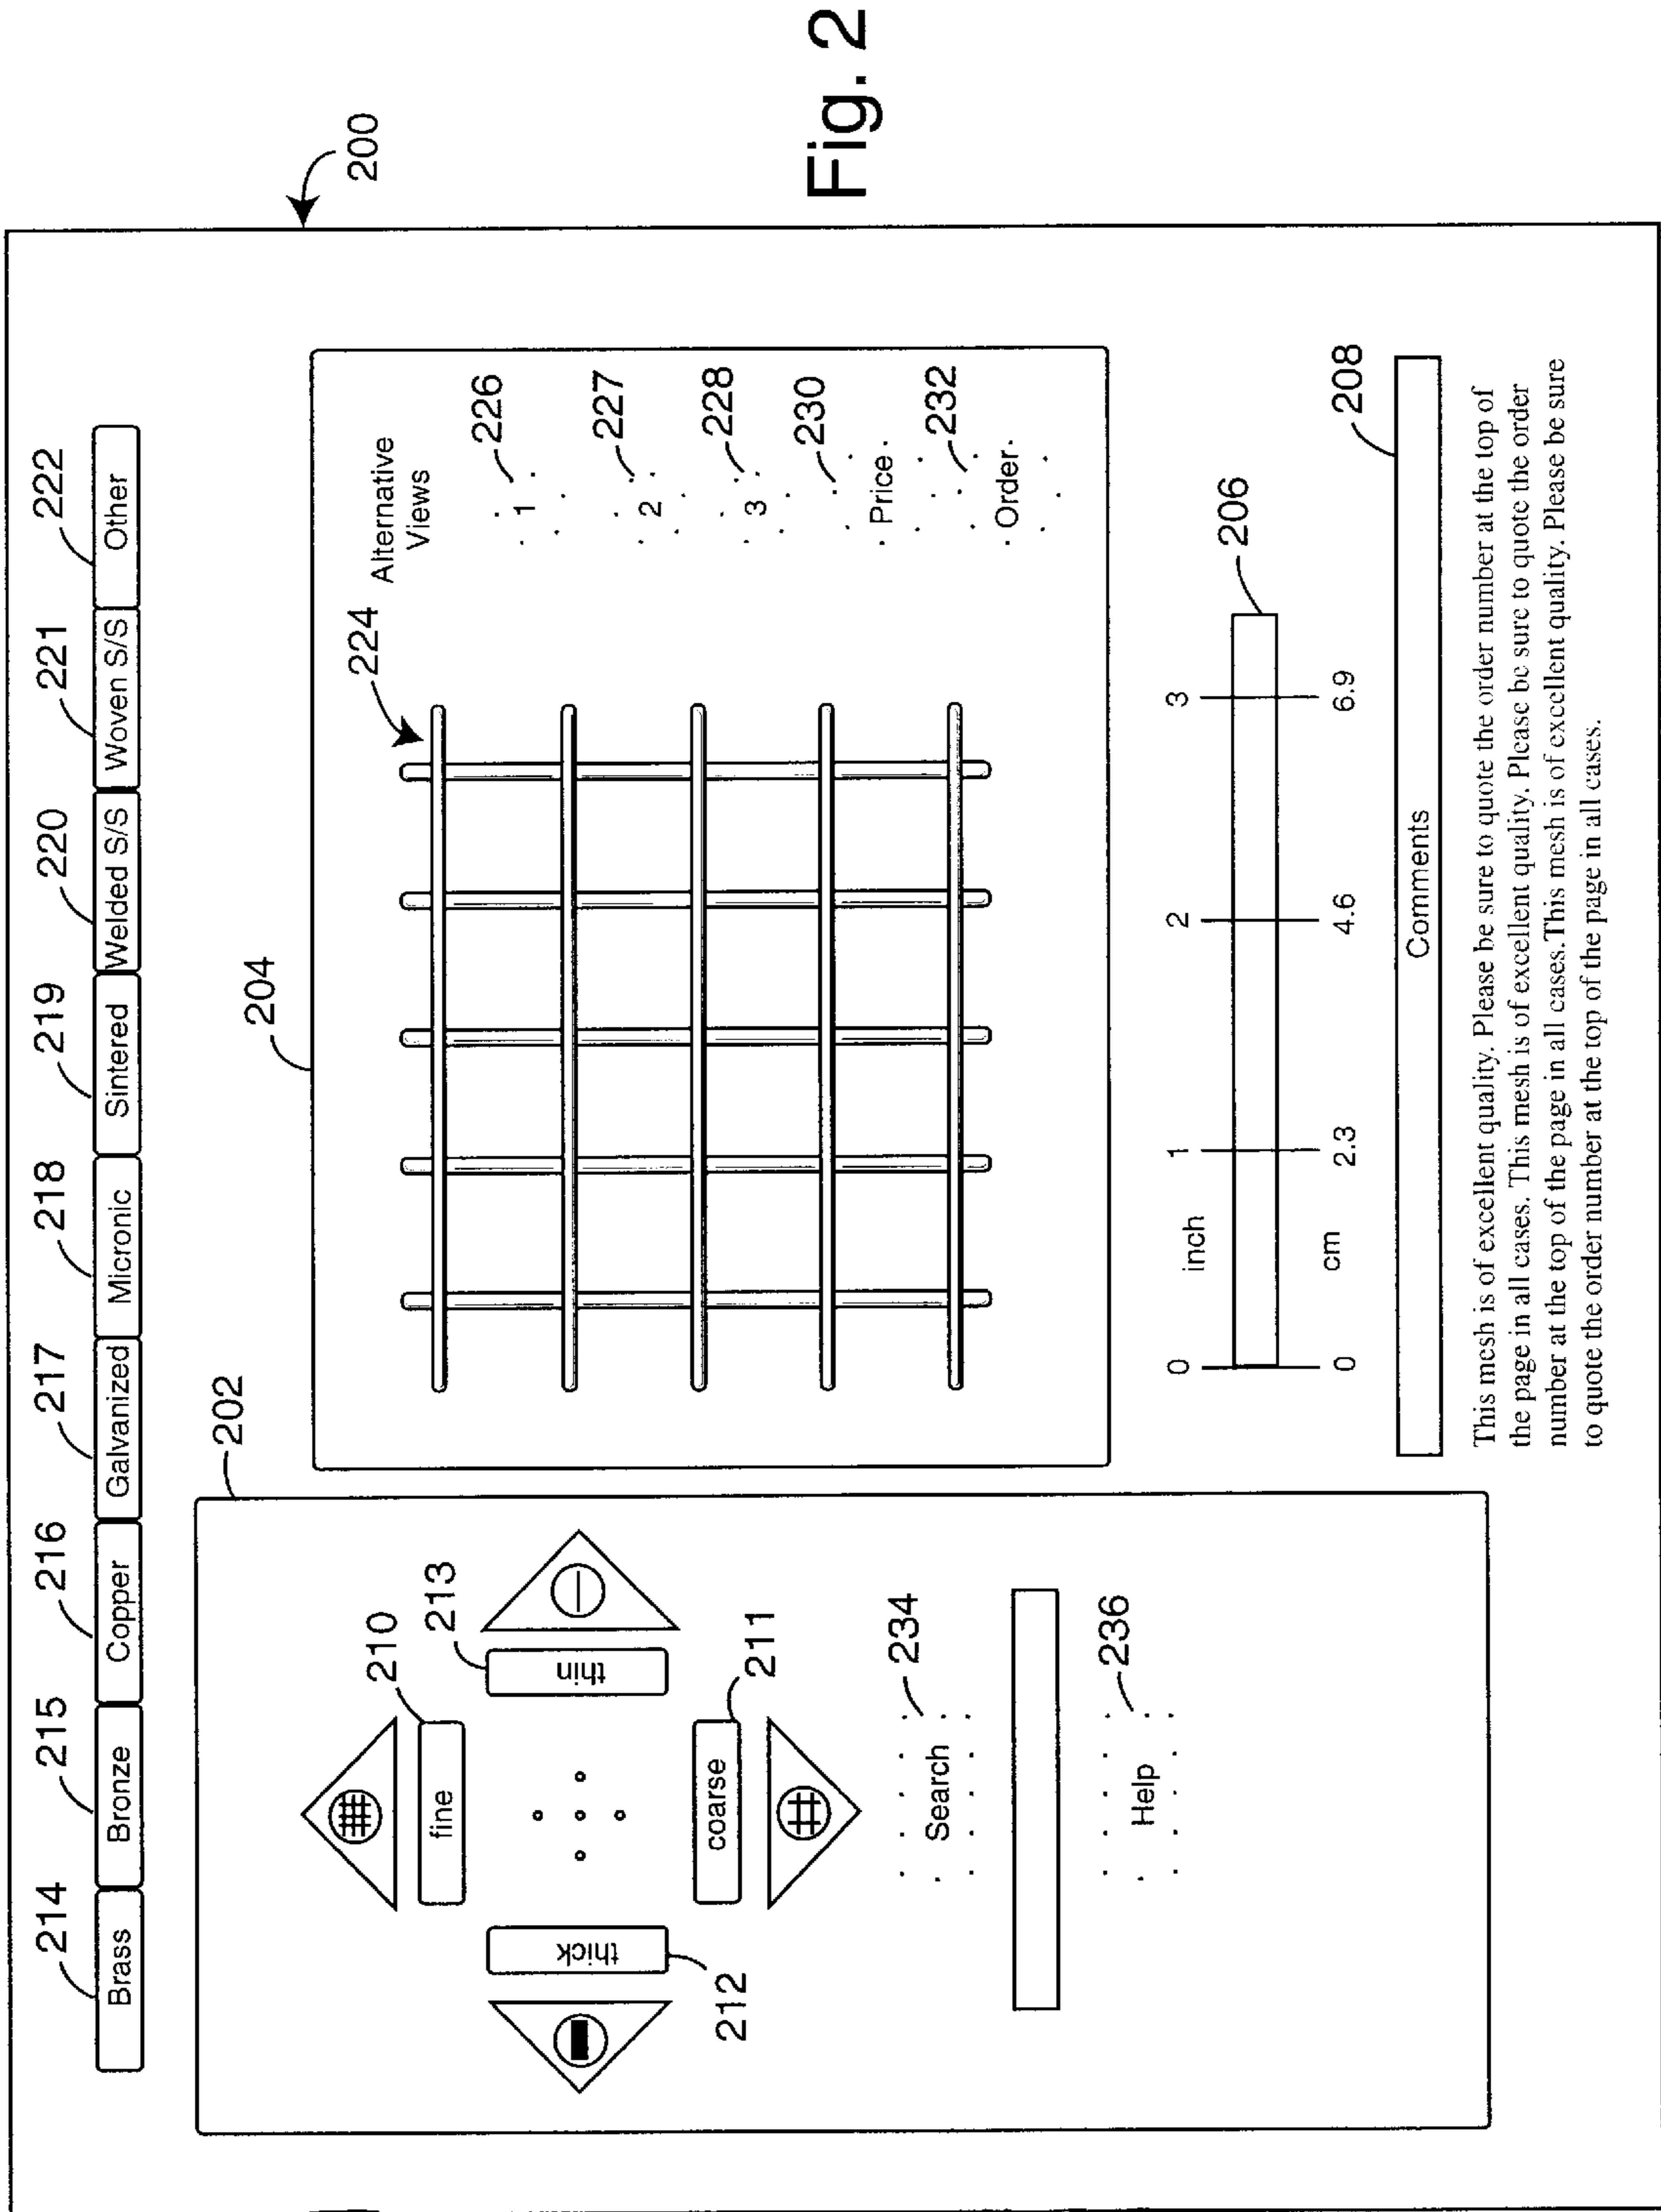 Fig. 2
200
214 215 216 217 218 219 220 221 222
Brass Bronze Copper Galvanized Micronic Sintered Welded S/S Woven S/S Other
202
210
213
fine
thin
thick
212
coarse
211
Search
234
Help
236
204
224
Alternative
Views
1
226
2
227
3
228
230
Price
232
Order
0 inch 1 2 3
206
0 cm 2.3 4.6 6.9
208
Comments
This mesh is of excellent quality. Please be sure to quote the order number at the top of
the page in all cases. This mesh is of excellent quality. Please be sure to quote the order
number at the top of the page in all cases.This mesh is of excellent quality. Please be sure
to quote the order number at the top of the page in all cases.